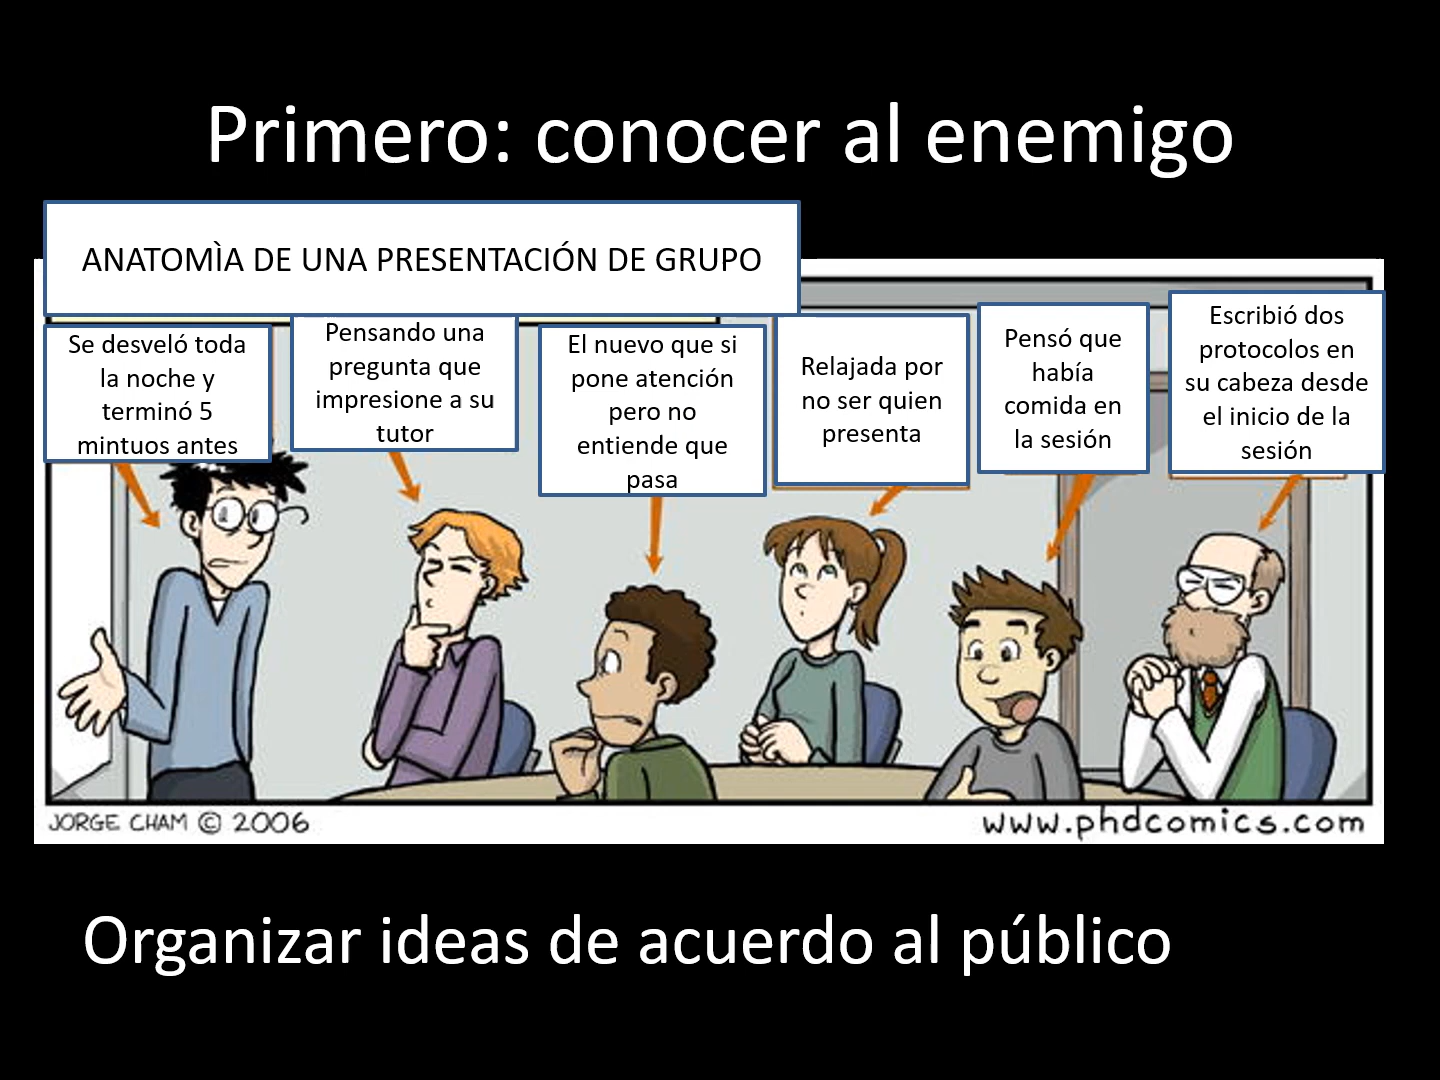 Primero: conocer al enemigo
ANATOMÌA DE UNA PRESENTACIÓN DE GRUPO
Se desveló toda
la noche y
terminó 5
mintuos antes
Pensando una
pregunta que
impresione a su
tutor
El nuevo que si
pone atención
pero no
entiende que
pasa
Relajada por
no ser quien
presenta
Pensó que
había
comida en
la sesión
Escribió dos
protocolos en
su cabeza desde
el inicio de la
sesión
JORGE CHAM © 2006
www.phdcomics.com
Organizar ideas de acuerdo al público